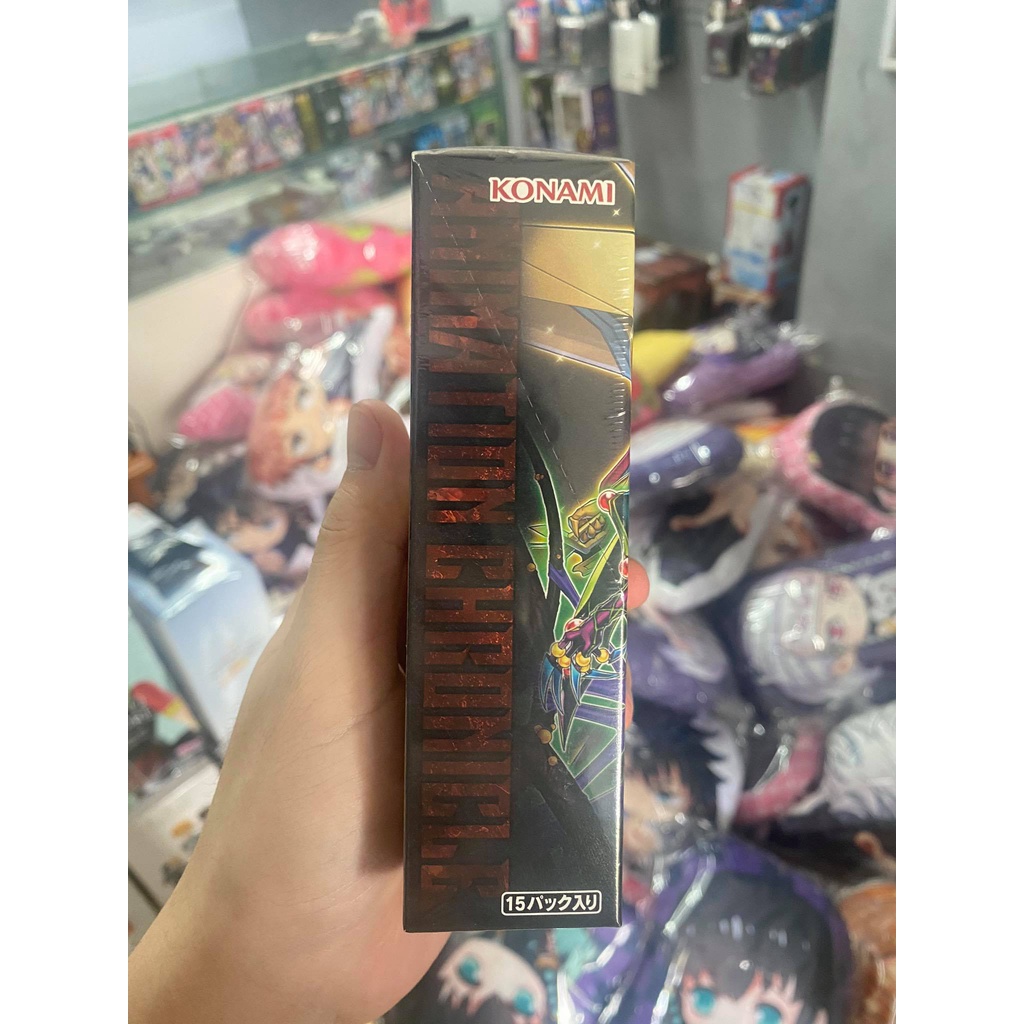 KONAMI
ANIMATION CHRONICLE
15パック入り